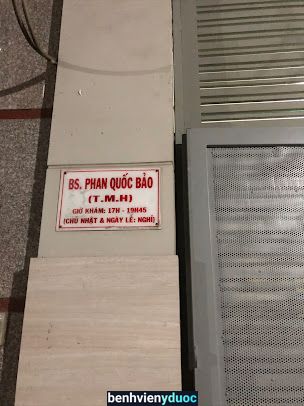 BS. PHAN QUỐC BẢO
(T.M.H)
GIỜ KHÁM: 17H - 19H45
(CHỦ NHẬT & NGÀY LỄ: NGHỈ)
benhvienyduoc